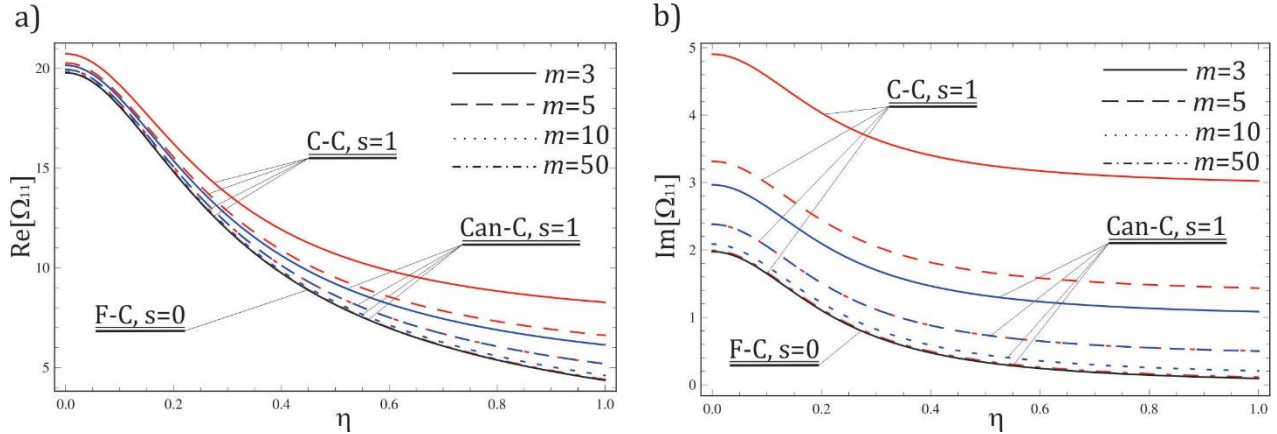 a)
Re[Ω₁₁]
20
15
10
5
0.0 0.2 0.4 0.6 0.8 1.0
η
m=3
m=5
m=10
m=50
C-C, s=1
Can-C, s=1
F-C, s=0
b)
Im[Ω₁₁]
5
4
3
2
1
0
0.0 0.2 0.4 0.6 0.8 1.0
η
m=3
m=5
m=10
m=50
C-C, s=1
Can-C, s=1
F-C, s=0